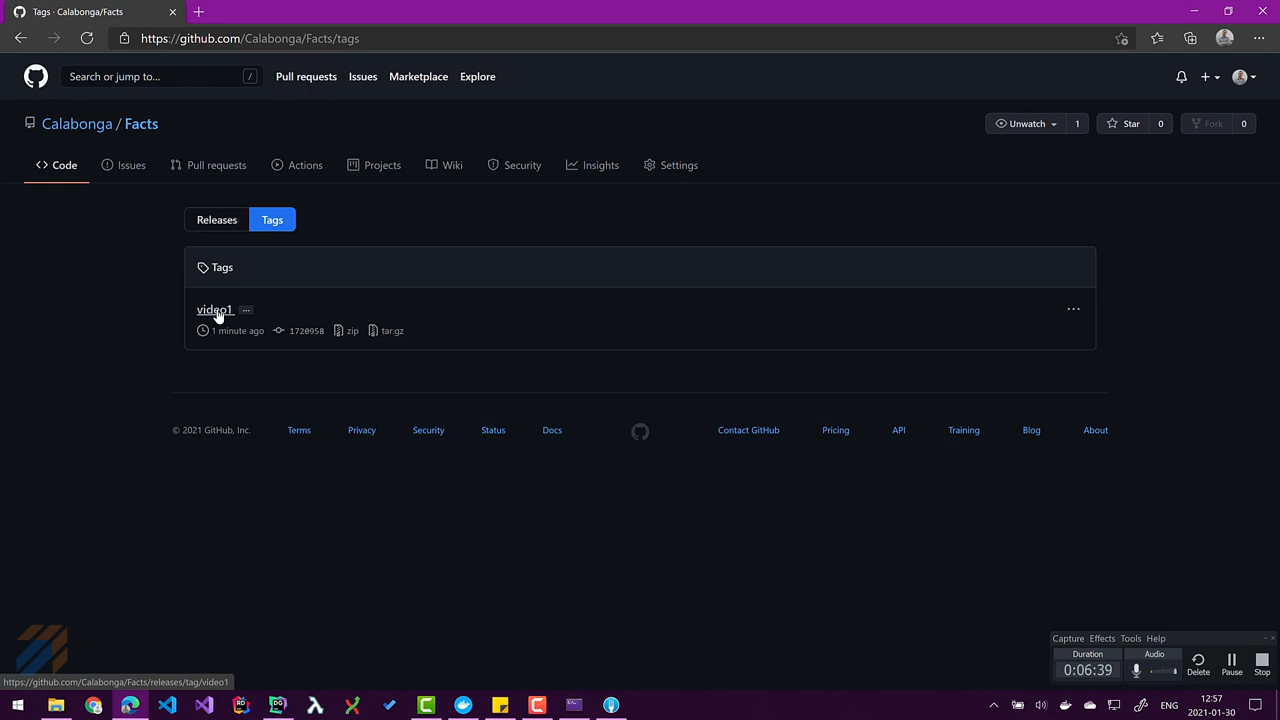 Tags · Calabonga/Facts
https://github.com/Calabonga/Facts/tags
Search or jump to... / Pull requests Issues Marketplace Explore
Calabonga / Facts
Unwatch 1 Star 0 Fork 0
Code Issues Pull requests Actions Projects Wiki Security Insights Settings
Releases Tags
Tags
video1 ...
1 minute ago 1720958 zip tar.gz
© 2021 GitHub, Inc. Terms Privacy Security Status Docs Contact GitHub Pricing API Training Blog About
Capture Effects Tools Help
Duration Audio
0:06:39
Delete Pause Stop
https://github.com/Calabonga/Facts/releases/tag/video1
ENG
12:57
2021-01-30